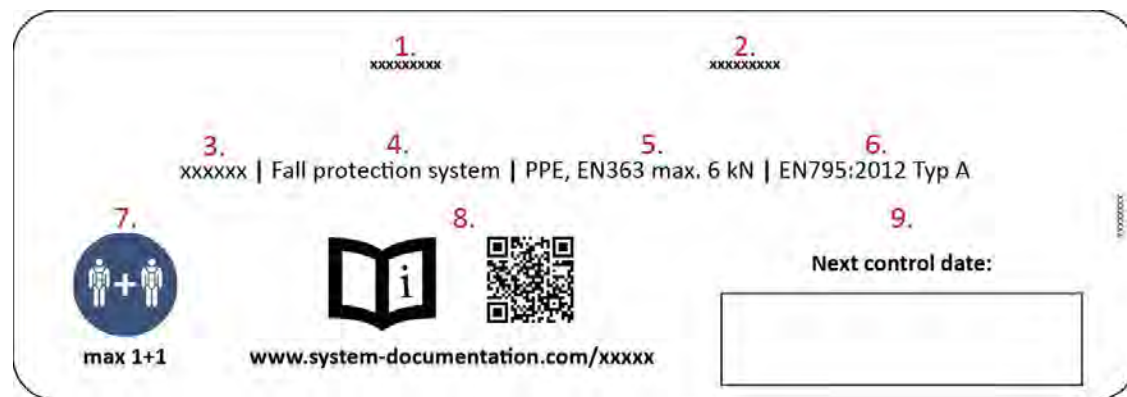 1. 2.
xxxxxxxxx xxxxxxxxx
3. 4. 5. 6.
xxxxxx | Fall protection system | PPE, EN363 max. 6 kN | EN795:2012 Typ A
7. 8. 9.
i
Next control date:
max 1+1 www.system-documentation.com/xxxxx